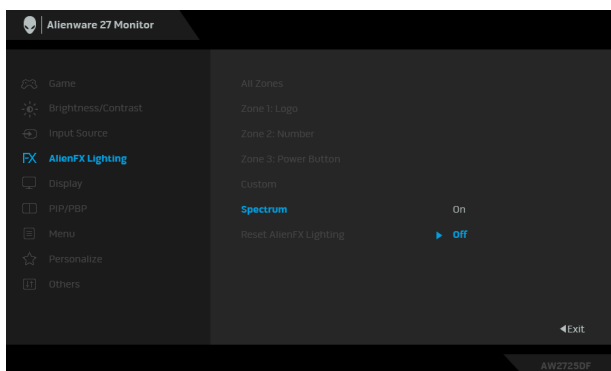 Alienware 27 Monitor
Game
All Zones
Brightness/Contrast
Zone 1: Logo
Input Source
Zone 2: Number
FX AlienFX Lighting
Zone 3: Power Button
Display
Custom
PIP/PBP
Spectrum On
Menu
Reset AlienFX Lighting Off
Personalize
Others
Exit
AW2725DF